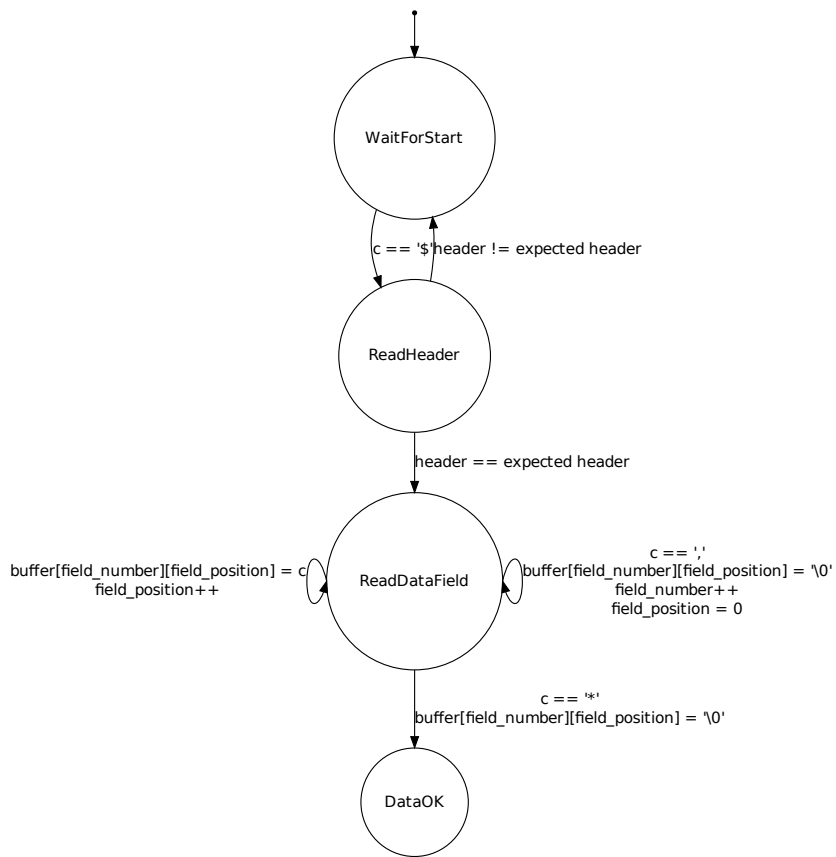 WaitForStart
c == '$'
header != expected header
ReadHeader
header == expected header
buffer[field_number][field_position] = c
field_position++
ReadDataField
c == ','
buffer[field_number][field_position] = '\0'
field_number++
field_position = 0
c == '*'
buffer[field_number][field_position] = '\0'
DataOK